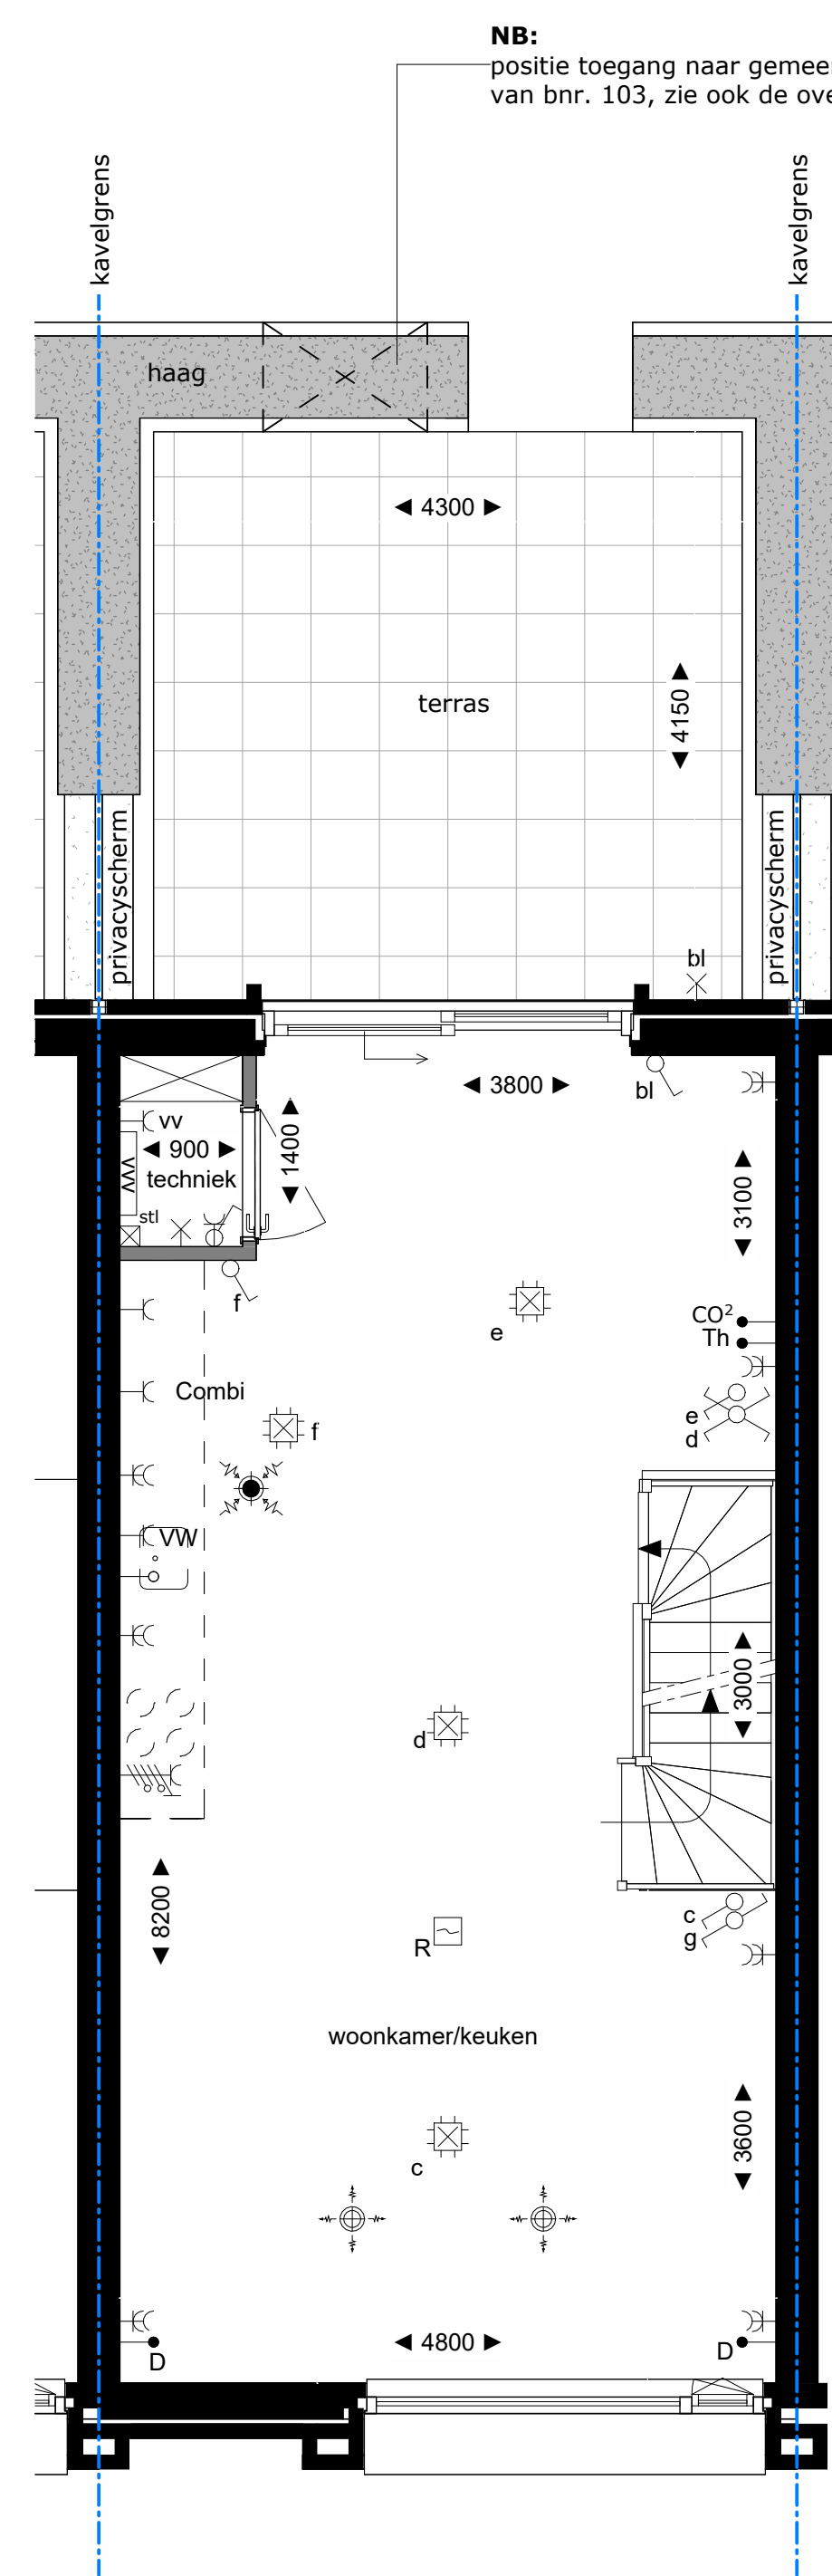 NB:
positie toegang naar gemeen
van bnr. 103, zie ook de ove
kavelgrens
kavelgrens
haag
4300
terras
4150
privacyscherm
privacyscherm
bl
3800
bl
vv
900
1400
VWV
techniek
stl
3100
f
e
CO²
Th
Combi
f
e
d
VW
3000
d
8200
c
g
R
woonkamer/keuken
3600
c
4800
D
D